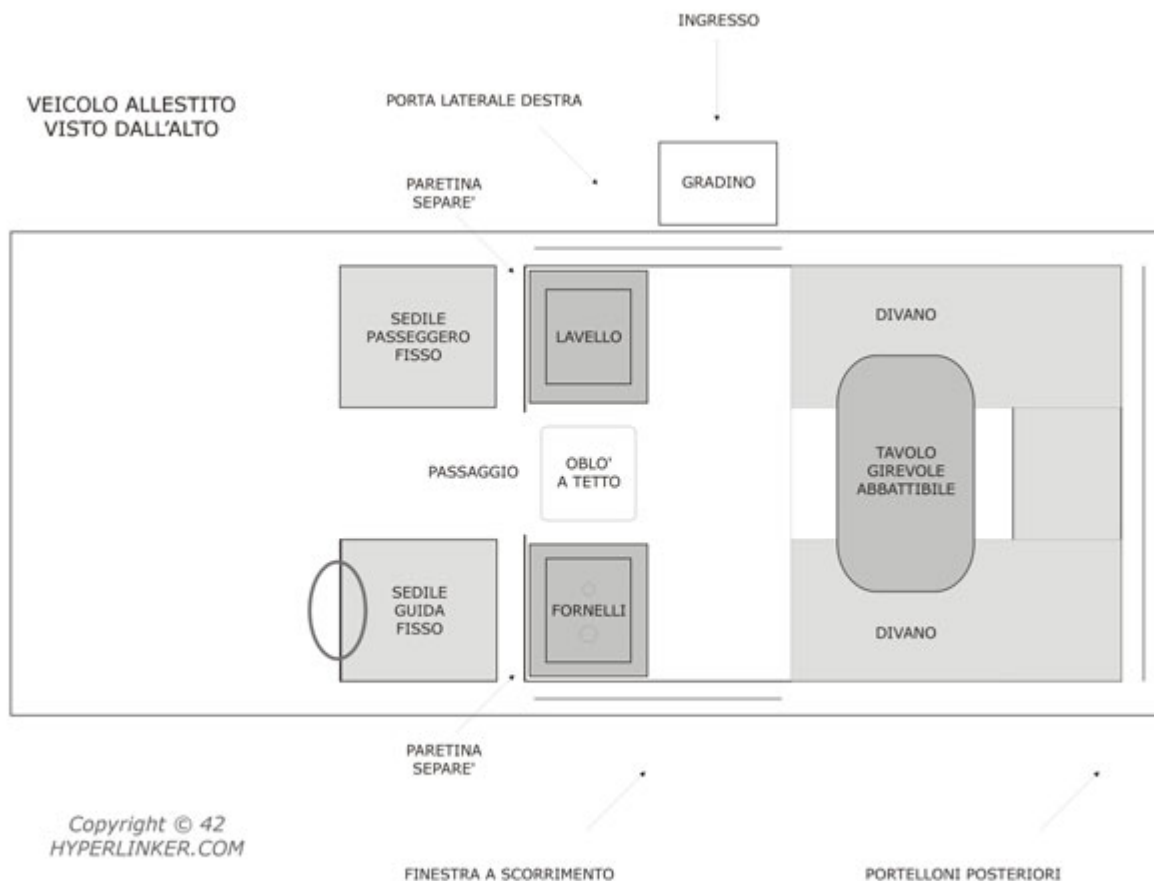 INGRESSO
VEICOLO ALLESTITO
VISTO DALL'ALTO
PORTA LATERALE DESTRA
PARETINA
SEPARE'
GRADINO
SEDILE
PASSEGGERO
FISSO
LAVELLO
DIVANO
PASSAGGIO
OBLO'
A TETTO
TAVOLO
GIREVOLE
ABBATTIBILE
SEDILE
GUIDA
FISSO
FORNELLI
DIVANO
PARETINA
SEPARE'
Copyright © 42
HYPERLINKER.COM
FINESTRA A SCORRIMENTO
PORTELLONI POSTERIORI